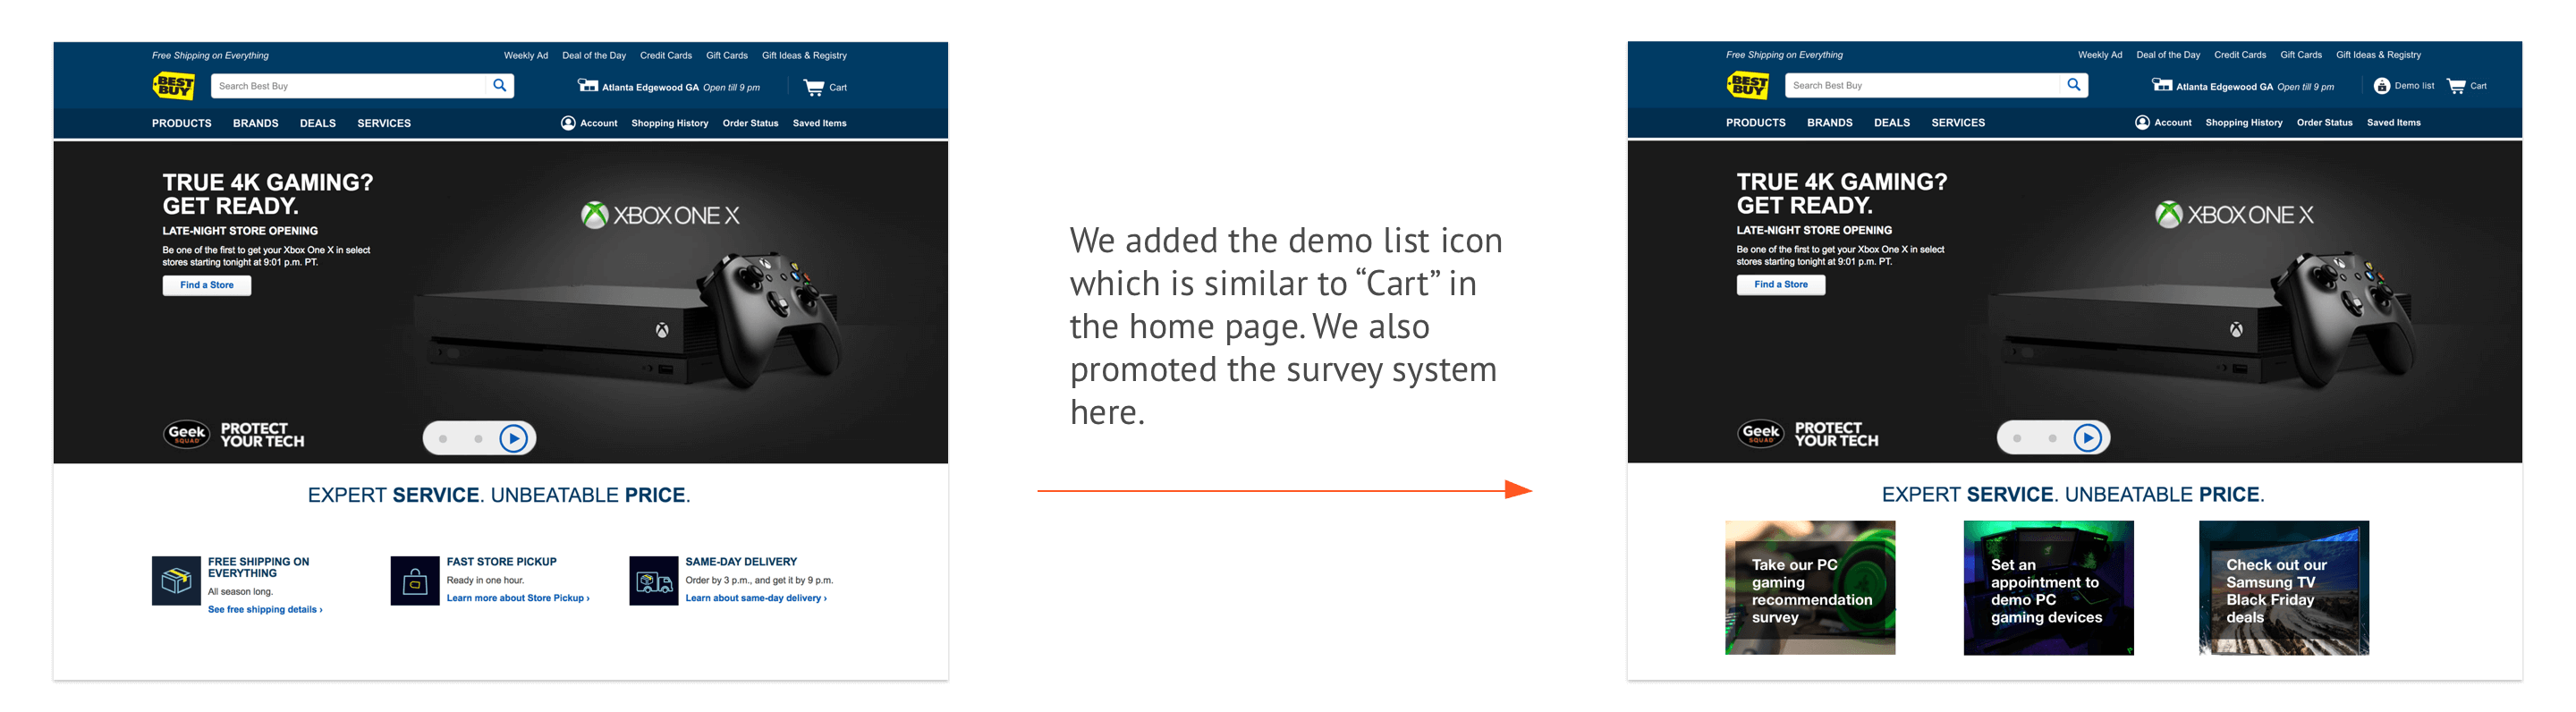 Free Shipping on Everything
Weekly Ad Deal of the Day Credit Cards Gift Cards Gift Ideas & Registry
BEST
BUY
Search Best Buy
Atlanta Edgewood GA Open till 9 pm
Cart
PRODUCTS BRANDS DEALS SERVICES
Account Shopping History Order Status Saved Items
TRUE 4K GAMING?
GET READY.
LATE-NIGHT STORE OPENING
Be one of the first to get your Xbox One X in select
stores starting tonight at 9:01 p.m. PT.
Find a Store
XBOX ONE X
Geek
SQUAD
PROTECT
YOUR TECH
EXPERT SERVICE. UNBEATABLE PRICE.
FREE SHIPPING ON
EVERYTHING
All season long.
See free shipping details ›
FAST STORE PICKUP
Ready in one hour.
Learn more about Store Pickup ›
SAME-DAY DELIVERY
Order by 3 p.m., and get it by 9 p.m.
Learn about same-day delivery ›
We added the demo list icon
which is similar to “Cart” in
the home page. We also
promoted the survey system
here.
Free Shipping on Everything
Weekly Ad Deal of the Day Credit Cards Gift Cards Gift Ideas & Registry
BEST
BUY
Search Best Buy
Atlanta Edgewood GA Open till 9 pm
Demo list
Cart
PRODUCTS BRANDS DEALS SERVICES
Account Shopping History Order Status Saved Items
TRUE 4K GAMING?
GET READY.
LATE-NIGHT STORE OPENING
Be one of the first to get your Xbox One X in select
stores starting tonight at 9:01 p.m. PT.
Find a Store
XBOX ONE X
Geek
SQUAD
PROTECT
YOUR TECH
EXPERT SERVICE. UNBEATABLE PRICE.
Take our PC
gaming
recommendation
survey
Set an
appointment to
demo PC
gaming devices
Check out our
Samsung TV
Black Friday
deals